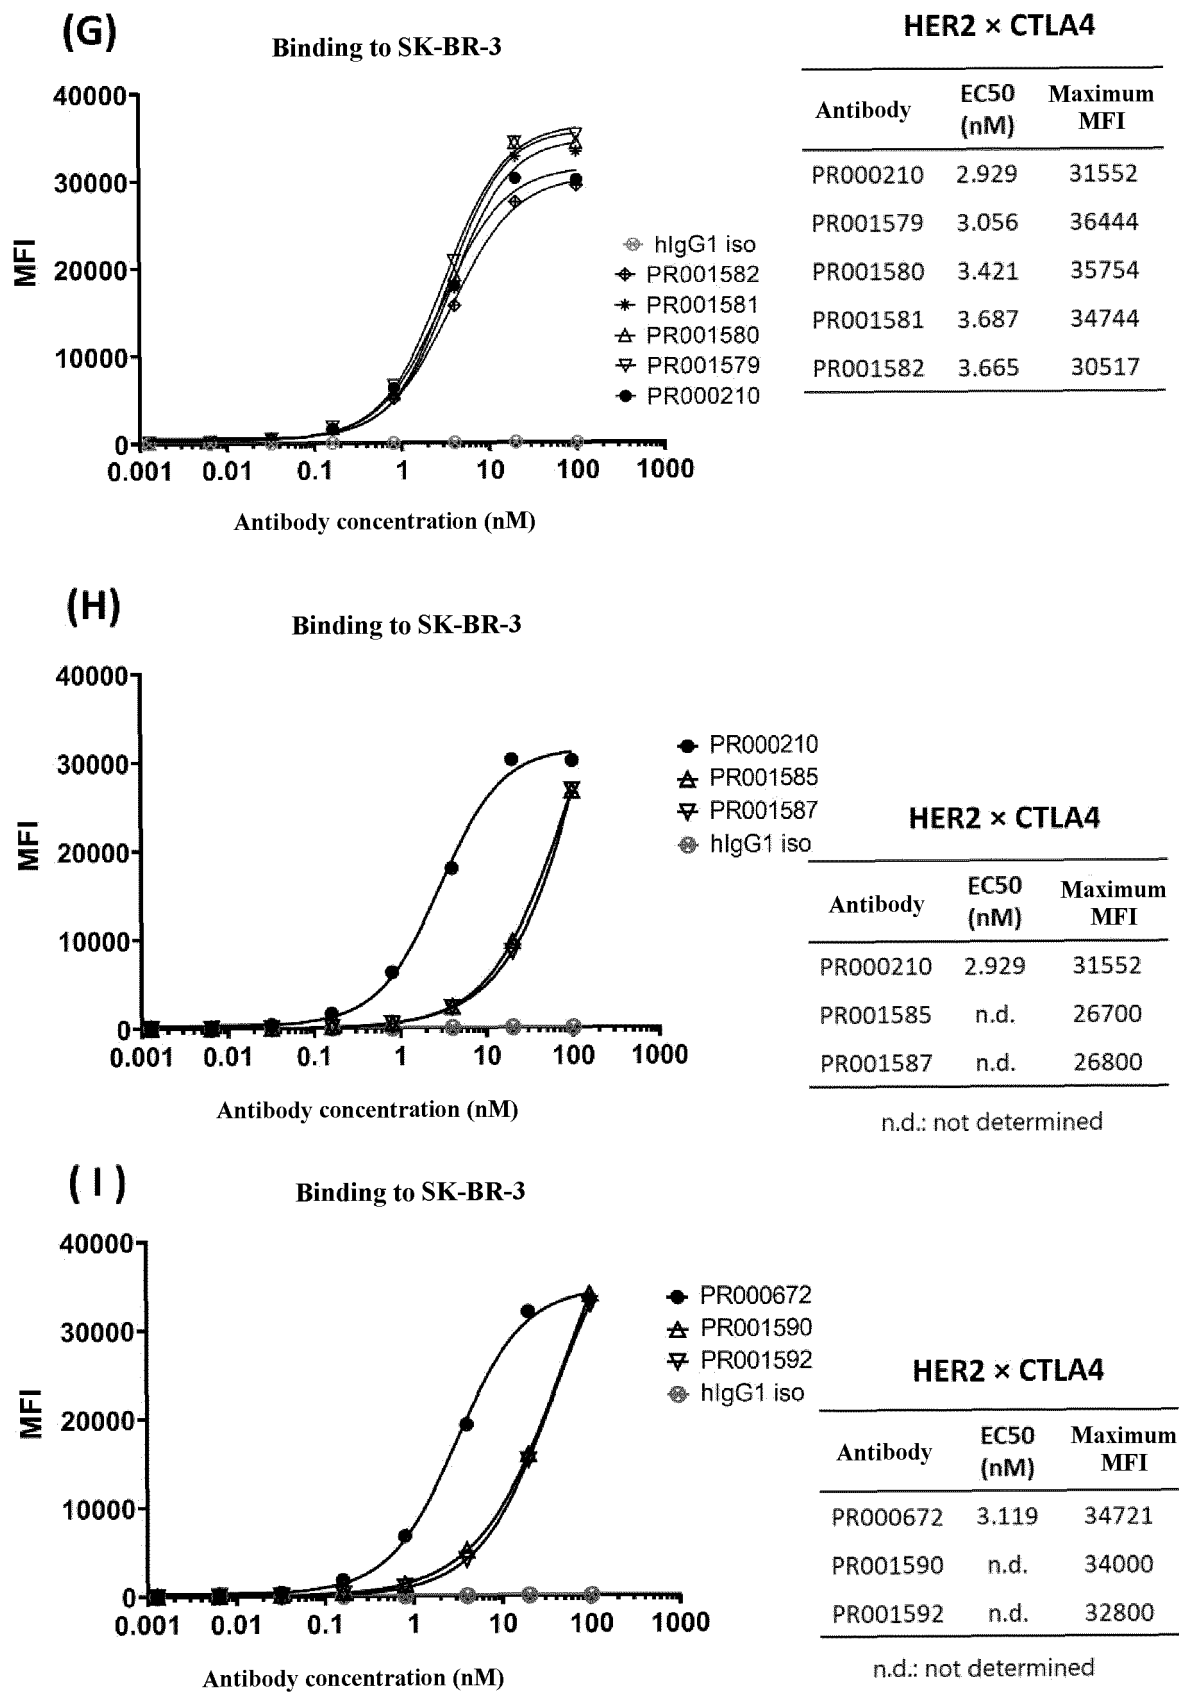 (G)
Binding to SK-BR-3
HER2 × CTLA4
Antibody EC50 (nM) Maximum MFI
PR000210 2.929 31552
PR001579 3.056 36444
PR001580 3.421 35754
PR001581 3.687 34744
PR001582 3.665 30517
MFI
40000
30000
20000
10000
0
0.001 0.01 0.1 1 10 100 1000
Antibody concentration (nM)
hIgG1 iso
PR001582
PR001581
PR001580
PR001579
PR000210
(H)
Binding to SK-BR-3
MFI
40000
30000
20000
10000
0
0.001 0.01 0.1 1 10 100 1000
Antibody concentration (nM)
PR000210
PR001585
PR001587
hIgG1 iso
HER2 × CTLA4
Antibody EC50 (nM) Maximum MFI
PR000210 2.929 31552
PR001585 n.d. 26700
PR001587 n.d. 26800
n.d.: not determined
( I )
Binding to SK-BR-3
MFI
40000
30000
20000
10000
0
0.001 0.01 0.1 1 10 100 1000
Antibody concentration (nM)
PR000672
PR001590
PR001592
hIgG1 iso
HER2 × CTLA4
Antibody EC50 (nM) Maximum MFI
PR000672 3.119 34721
PR001590 n.d. 34000
PR001592 n.d. 32800
n.d.: not determined